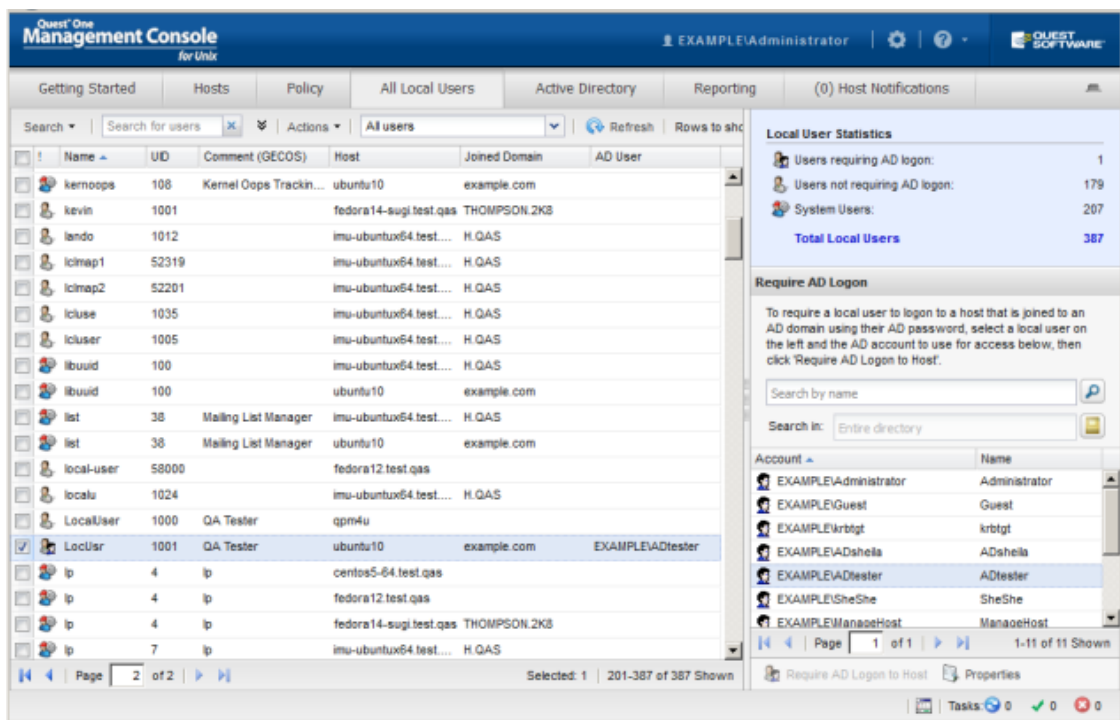 Quest One
Management Console
for Unix
EXAMPLE\Administrator
QUEST SOFTWARE
Getting Started Hosts Policy All Local Users Active Directory Reporting (0) Host Notifications
Search Search for users Actions All users Refresh Rows to sho
! Name UID Comment (GECOS) Host Joined Domain AD User
kernoops 108 Kernel Oops Trackin... ubuntu10 example.com
kevin 1001 fedora14-sugi.test.qas THOMPSON.2K8
lando 1012 imu-ubuntux64.test.... H.QAS
lclmap1 52319 imu-ubuntux64.test.... H.QAS
lclmap2 52201 imu-ubuntux64.test.... H.QAS
lcluse 1035 imu-ubuntux64.test.... H.QAS
lcluser 1005 imu-ubuntux64.test.... H.QAS
libuuid 100 imu-ubuntux64.test.... H.QAS
libuuid 100 ubuntu10 example.com
list 38 Mailing List Manager imu-ubuntux64.test.... H.QAS
list 38 Mailing List Manager ubuntu10 example.com
local-user 58000 fedora12.test.qas
localu 1024 imu-ubuntux64.test.... H.QAS
LocalUser 1000 QA Tester qpm4u
LocUsr 1001 QA Tester ubuntu10 example.com EXAMPLE\ADtester
lp 4 lp centos5-64.test.qas
lp 4 lp fedora12.test.qas
lp 4 lp fedora14-sugi.test.qas THOMPSON.2K8
lp 7 lp imu-ubuntux64.test.... H.QAS
Page 2 of 2 Selected: 1 201-387 of 387 Shown
Local User Statistics
Users requiring AD logon: 1
Users not requiring AD logon: 179
System Users: 207
Total Local Users 387
Require AD Logon
To require a local user to logon to a host that is joined to an
AD domain using their AD password, select a local user on
the left and the AD account to use for access below, then
click 'Require AD Logon to Host'.
Search by name
Search in: Entire directory
Account Name
EXAMPLE\Administrator Administrator
EXAMPLE\Guest Guest
EXAMPLE\krbtgt krbtgt
EXAMPLE\ADsheila ADsheila
EXAMPLE\ADtester ADtester
EXAMPLE\SheShe SheShe
EXAMPLE\ManageHost ManageHost
Page 1 of 1 1-11 of 11 Shown
Require AD Logon to Host Properties
Tasks: 0 0 0